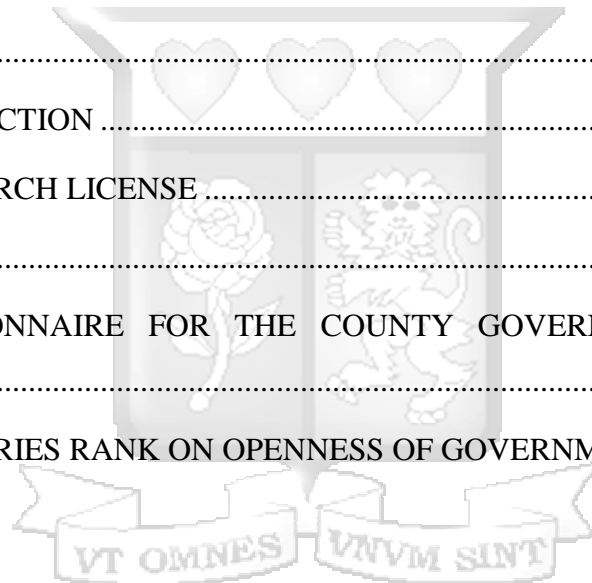 ..........................................................................
CTION ..........................................................
RCH LICENSE .............................................
..........................................................................
ONNAIRE FOR THE COUNTY GOVER
..........................................................................
RIES RANK ON OPENNESS OF GOVERNM
VT OMNES VNVM SINT